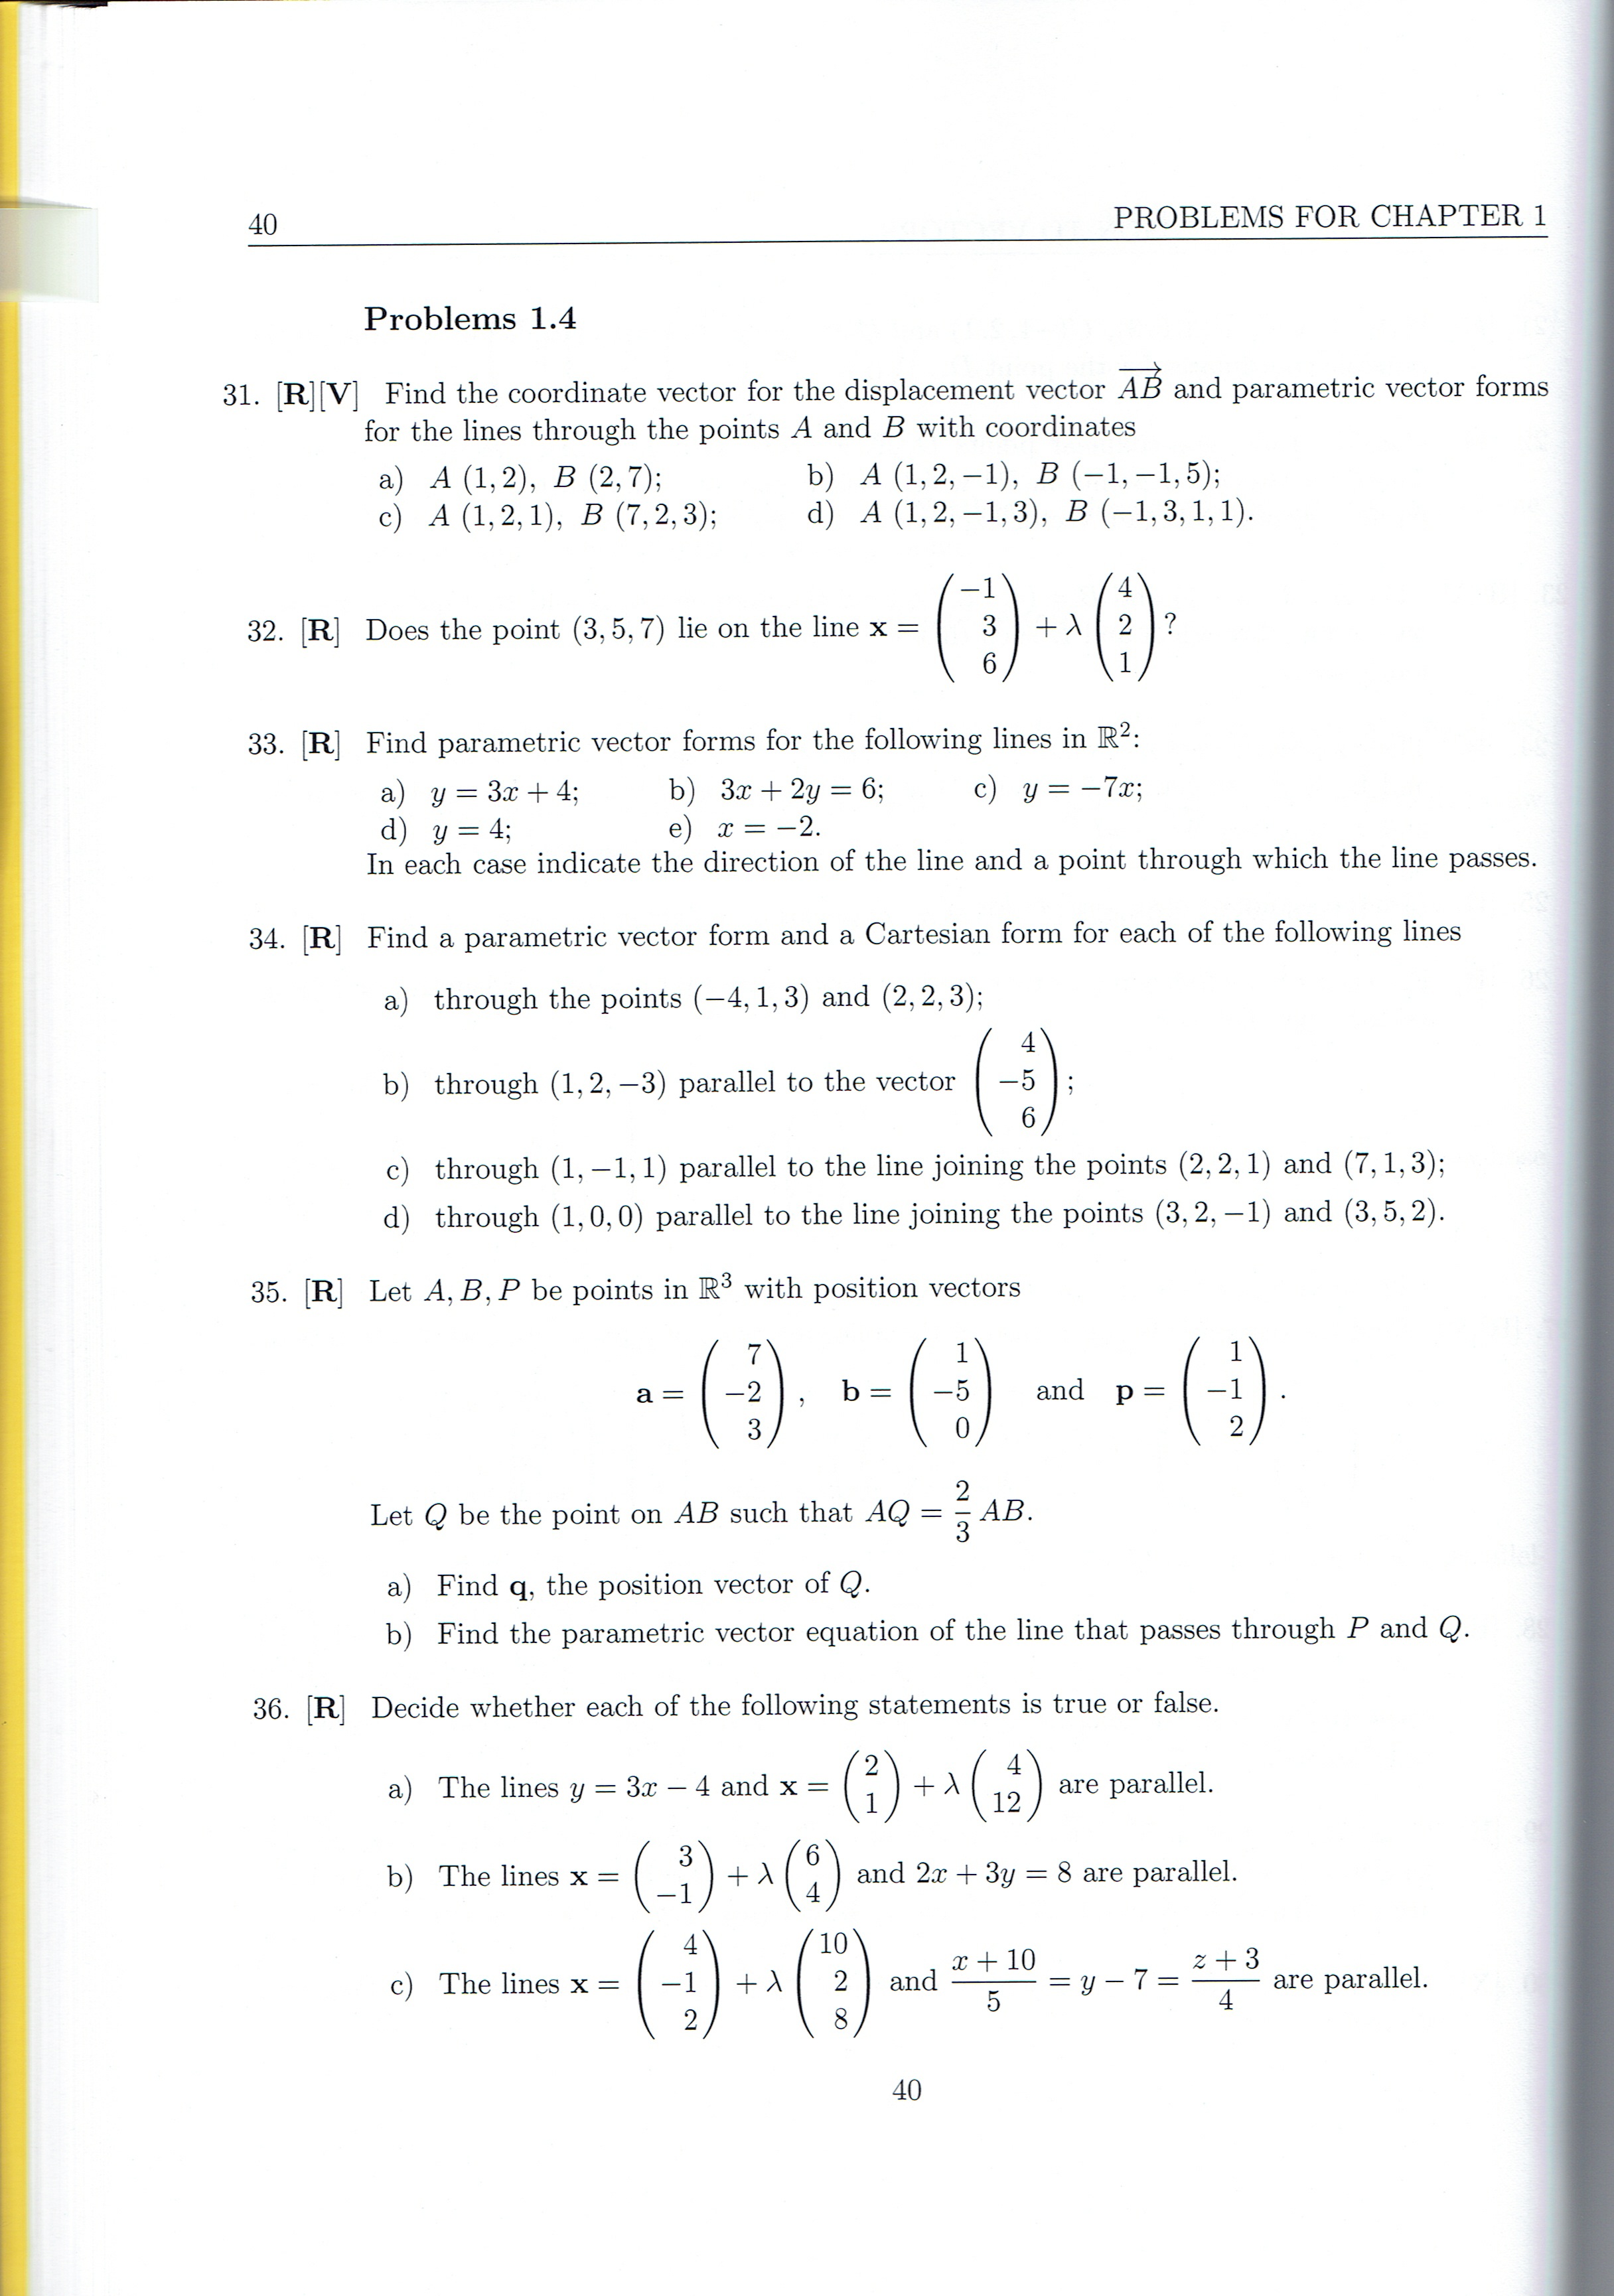 40 PROBLEMS FOR CHAPTER 1
Problems 1.4
31. [R][V] Find the coordinate vector for the displacement vector $\overrightarrow{AB}$ and parametric vector forms
for the lines through the points A and B with coordinates
a) A (1, 2), B (2, 7); b) A (1, 2, −1), B (−1, −1, 5);
c) A (1, 2, 1), B (7, 2, 3); d) A (1, 2, −1, 3), B (−1, 3, 1, 1).
32. [R] Does the point (3, 5, 7) lie on the line $\mathbf{x} = \begin{pmatrix} -1 \\ 3 \\ 6 \end{pmatrix} + \lambda \begin{pmatrix} 4 \\ 2 \\ 1 \end{pmatrix}$?
33. [R] Find parametric vector forms for the following lines in ℝ²:
a) y = 3x + 4; b) 3x + 2y = 6; c) y = −7x;
d) y = 4; e) x = −2.
In each case indicate the direction of the line and a point through which the line passes.
34. [R] Find a parametric vector form and a Cartesian form for each of the following lines
a) through the points (−4, 1, 3) and (2, 2, 3);
b) through (1, 2, −3) parallel to the vector $\begin{pmatrix} 4 \\ -5 \\ 6 \end{pmatrix}$;
c) through (1, −1, 1) parallel to the line joining the points (2, 2, 1) and (7, 1, 3);
d) through (1, 0, 0) parallel to the line joining the points (3, 2, −1) and (3, 5, 2).
35. [R] Let A, B, P be points in ℝ³ with position vectors
$\mathbf{a} = \begin{pmatrix} 7 \\ -2 \\ 3 \end{pmatrix}$, $\mathbf{b} = \begin{pmatrix} 1 \\ -5 \\ 0 \end{pmatrix}$ and $\mathbf{p} = \begin{pmatrix} 1 \\ -1 \\ 2 \end{pmatrix}$.
Let Q be the point on AB such that $AQ = \frac{2}{3} AB$.
a) Find q, the position vector of Q.
b) Find the parametric vector equation of the line that passes through P and Q.
36. [R] Decide whether each of the following statements is true or false.
a) The lines y = 3x − 4 and $\mathbf{x} = \begin{pmatrix} 2 \\ 1 \end{pmatrix} + \lambda \begin{pmatrix} 4 \\ 12 \end{pmatrix}$ are parallel.
b) The lines $\mathbf{x} = \begin{pmatrix} 3 \\ -1 \end{pmatrix} + \lambda \begin{pmatrix} 6 \\ 4 \end{pmatrix}$ and 2x + 3y = 8 are parallel.
c) The lines $\mathbf{x} = \begin{pmatrix} 4 \\ -1 \\ 2 \end{pmatrix} + \lambda \begin{pmatrix} 10 \\ 2 \\ 8 \end{pmatrix}$ and $\frac{x + 10}{5} = y - 7 = \frac{z + 3}{4}$ are parallel.
40